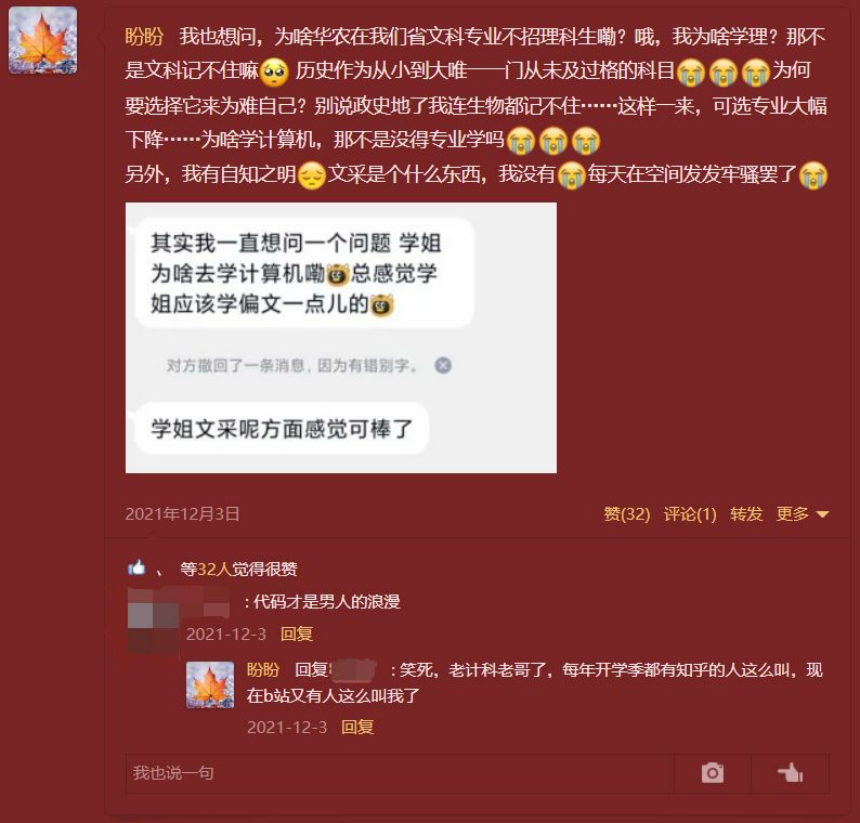 盼盼 我也想问，为啥华农在我们省文科专业不招理科生嘞？哦，我为啥学理？那不
是文科记不住嘛🥺 历史作为从小到大唯一一门从未及过格的科目😭😭😭为何
要选择它来为难自己？别说政史地了我连生物都记不住……这样一来，可选专业大幅
下降……为啥学计算机，那不是没得专业学吗😭😭😭
另外，我有自知之明😔文采是个什么东西，我没有😭每天在空间发发牢骚罢了😭
其实我一直想问一个问题 学姐
为啥去学计算机嘞总感觉学
姐应该学偏文一点儿的
对方撤回了一条消息，因为有错别字。
学姐文采呢方面感觉可棒了
2021年12月3日 赞(32) 评论(1) 转发 更多
、 等32人觉得很赞
：代码才是男人的浪漫
2021-12-3 回复
盼盼 回复 ：笑死，老计科老哥了，每年开学季都有知乎的人这么叫，现
在b站又有人这么叫我了
2021-12-3 回复
我也说一句